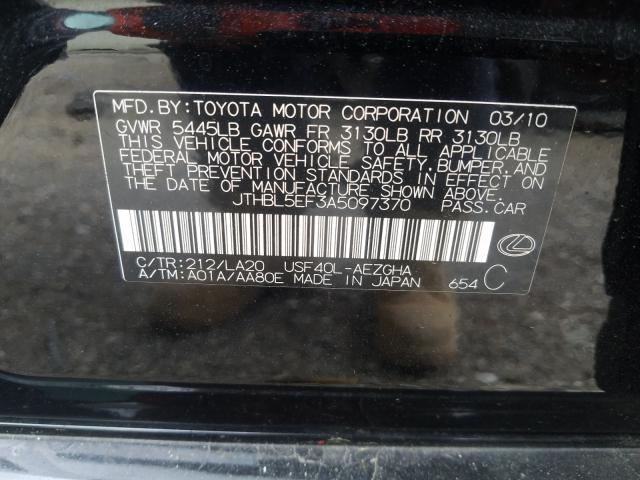 MFD.BY:TOYOTA MOTOR CORPORATION 03/10
GVWR 5445LB GAWR FR 3130LB RR 3130LB
THIS VEHICLE CONFORMS TO ALL APPLICABLE
FEDERAL MOTOR VEHICLE SAFETY, BUMPER, AND
THEFT PREVENTION STANDARDS IN EFFECT ON
THE DATE OF MANUFACTURE SHOWN ABOVE.
JTHBL5EF3A5097370 PASS.CAR
C/TR:212/LA20 USF40L-AEZGHA
A/TM:A01A/AA80E MADE IN JAPAN 654 C